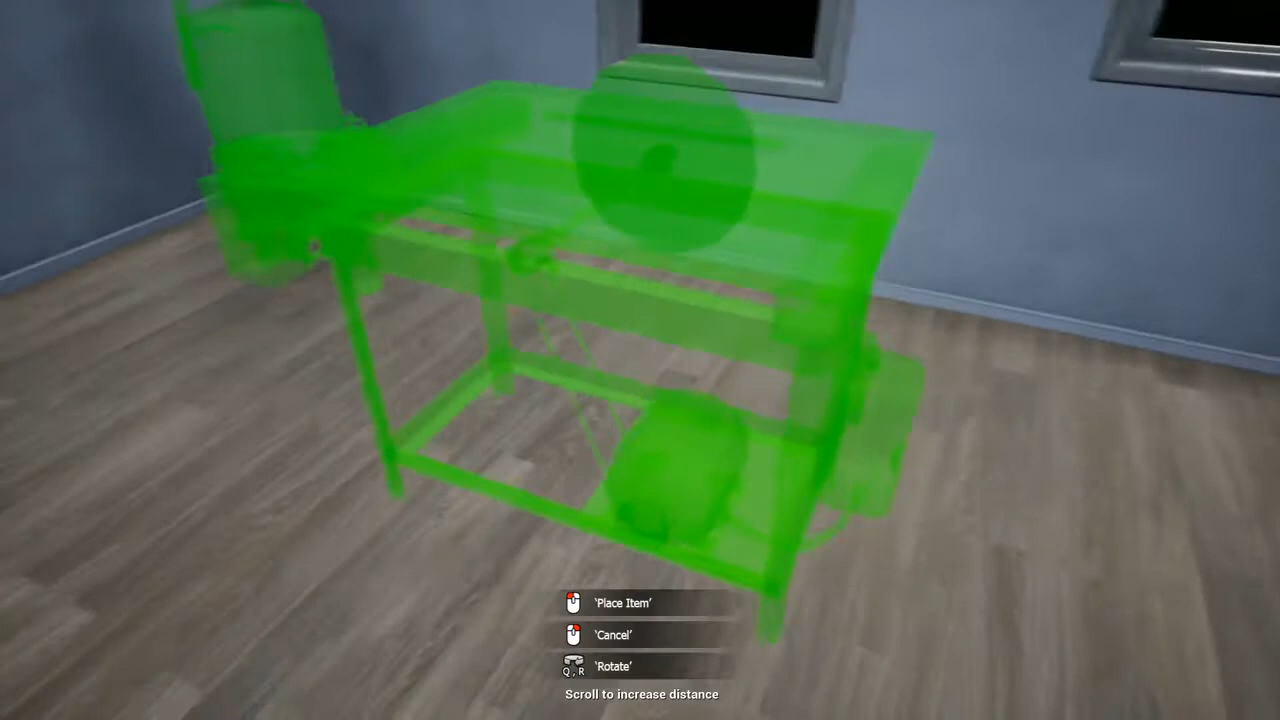 'Place Item'
'Cancel'
Q , R 'Rotate'
Scroll to increase distance